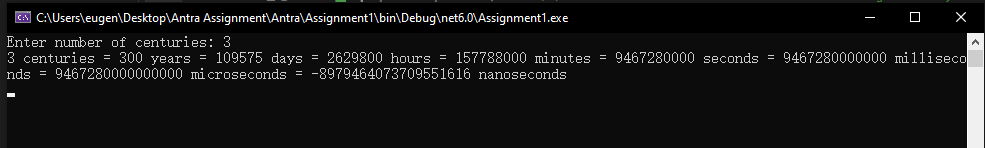 C:\Users\eugen\Desktop\Antra Assignment\Antra\Assignment1\bin\Debug\net6.0\Assignment1.exe
Enter number of centuries: 3
3 centuries = 300 years = 109575 days = 2629800 hours = 157788000 minutes = 9467280000 seconds = 9467280000000 milliseco
nds = 9467280000000000 microseconds = -8979464073709551616 nanoseconds